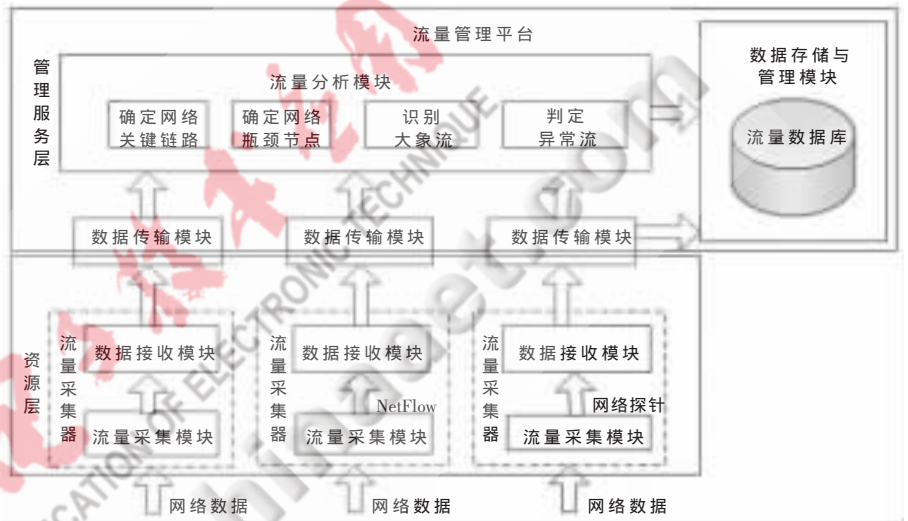 流量管理平台
管理服务层
流量分析模块
确定网络
关键链路
确定网络
瓶颈节点
识别
大象流
判定
异常流
数据存储与
管理模块
流量数据库
数据传输模块
数据传输模块
数据传输模块
资源层
流量采集器
数据接收模块
流量采集模块
流量采集器
数据接收模块
NetFlow
流量采集模块
流量采集器
数据接收模块
网络探针
流量采集模块
网络数据
网络数据
网络数据
ICATION OF ELECTRONIC TECHNIQUE
hinaaet.com